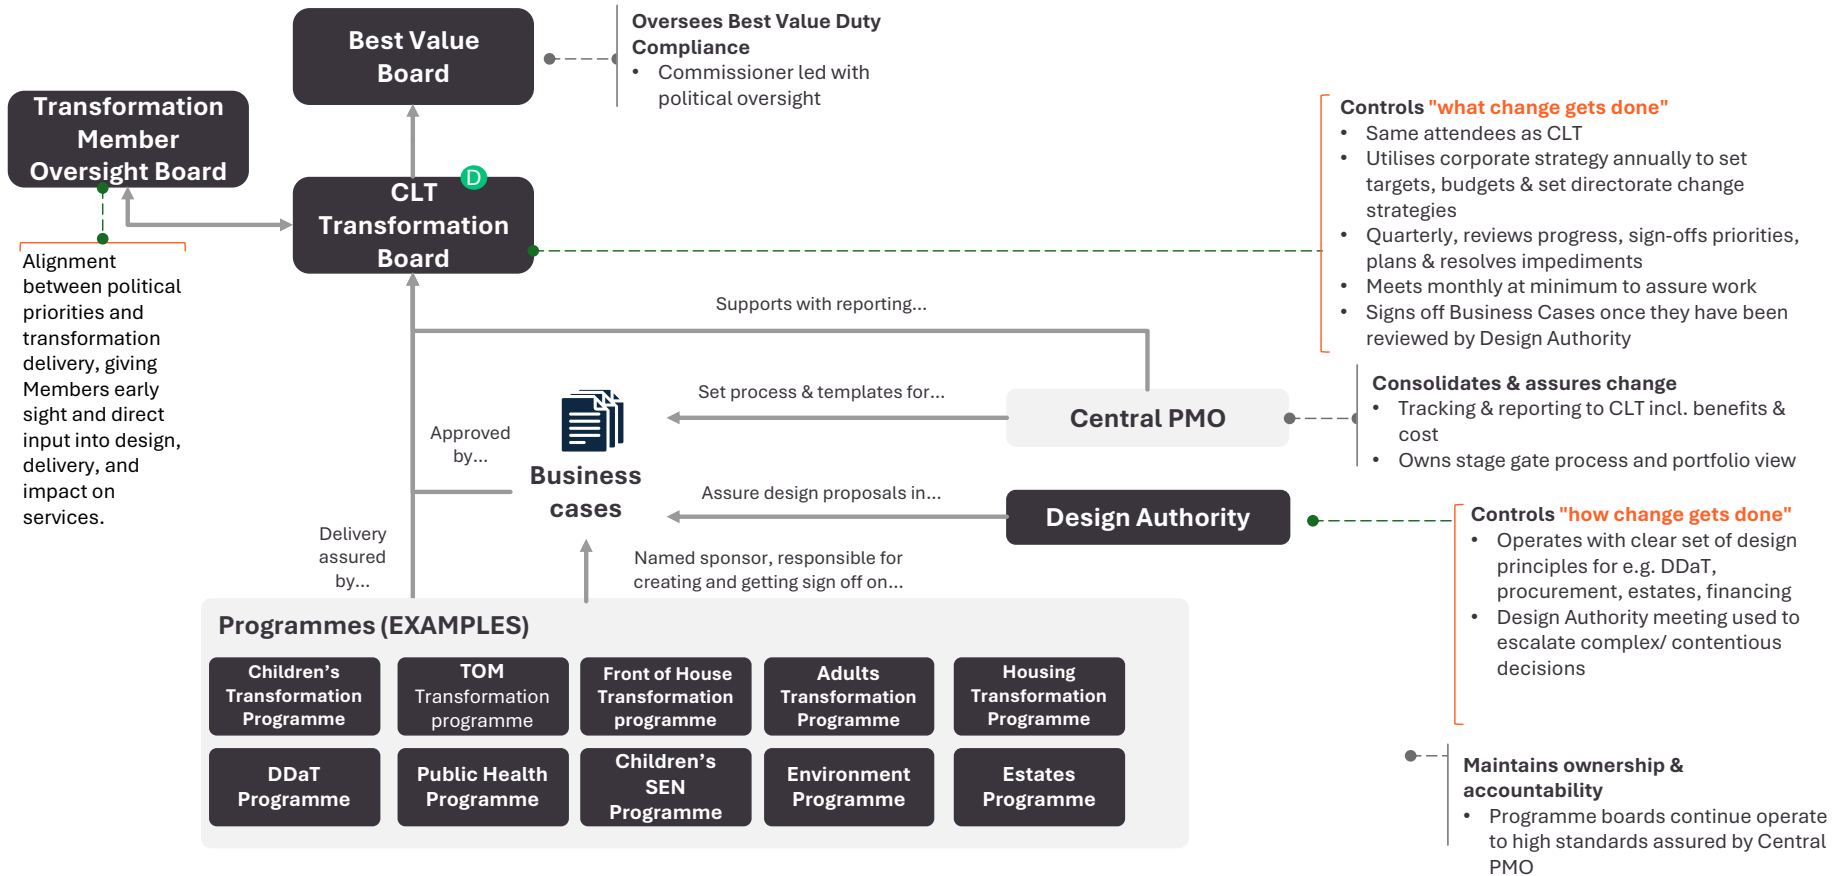 Best Value
Board
Oversees Best Value Duty
Compliance
• Commissioner led with
political oversight
Transformation
Member
Oversight Board
D
CLT
Transformation
Board
Alignment
between political
priorities and
transformation
delivery, giving
Members early
sight and direct
input into design,
delivery, and
impact on
services.
Controls "what change gets done"
• Same attendees as CLT
• Utilises corporate strategy annually to set
targets, budgets & set directorate change
strategies
• Quarterly, reviews progress, sign-offs priorities,
plans & resolves impediments
• Meets monthly at minimum to assure work
• Signs off Business Cases once they have been
reviewed by Design Authority
Supports with reporting...
Set process & templates for...
Central PMO
Consolidates & assures change
• Tracking & reporting to CLT incl. benefits &
cost
• Owns stage gate process and portfolio view
Approved
by...
Business
cases
Assure design proposals in...
Design Authority
Controls "how change gets done"
• Operates with clear set of design
principles for e.g. DDaT,
procurement, estates, financing
• Design Authority meeting used to
escalate complex/ contentious
decisions
Delivery
assured
by...
Named sponsor, responsible for
creating and getting sign off on...
Programmes (EXAMPLES)
Children's
Transformation
Programme
TOM
Transformation
programme
Front of House
Transformation
programme
Adults
Transformation
Programme
Housing
Transformation
Programme
DDaT
Programme
Public Health
Programme
Children's
SEN
Programme
Environment
Programme
Estates
Programme
Maintains ownership &
accountability
• Programme boards continue operate
to high standards assured by Central
PMO